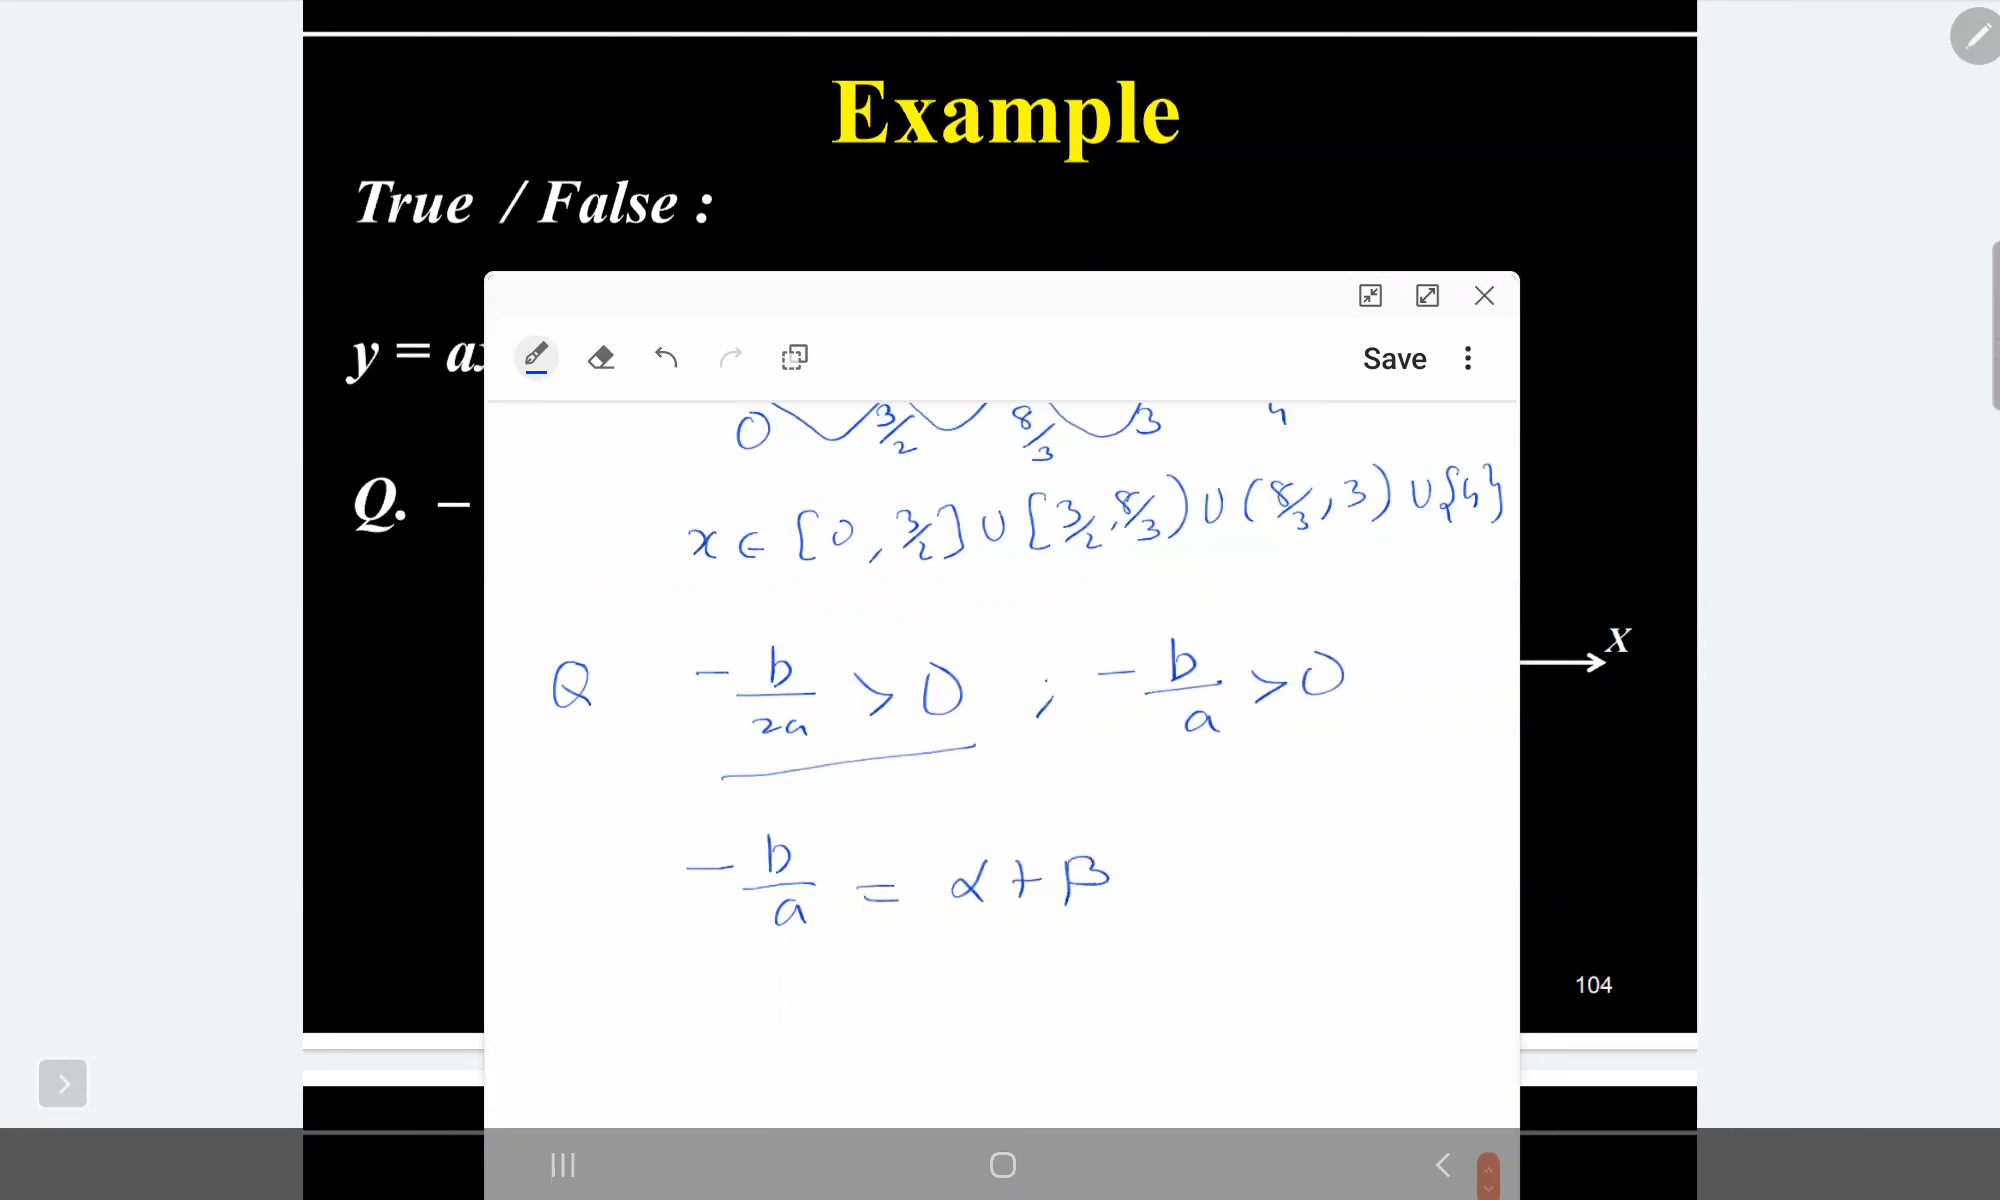 Example
True / False :
y = ax
Q. –
Save
0 3/2 8/3 3 4
x ∈ [0, 3/2] ∪ [3/2, 8/3) ∪ (8/3, 3) ∪ {4}
X
Q - b/2a > 0 ; - b/a > 0
- b/a = α + β
104